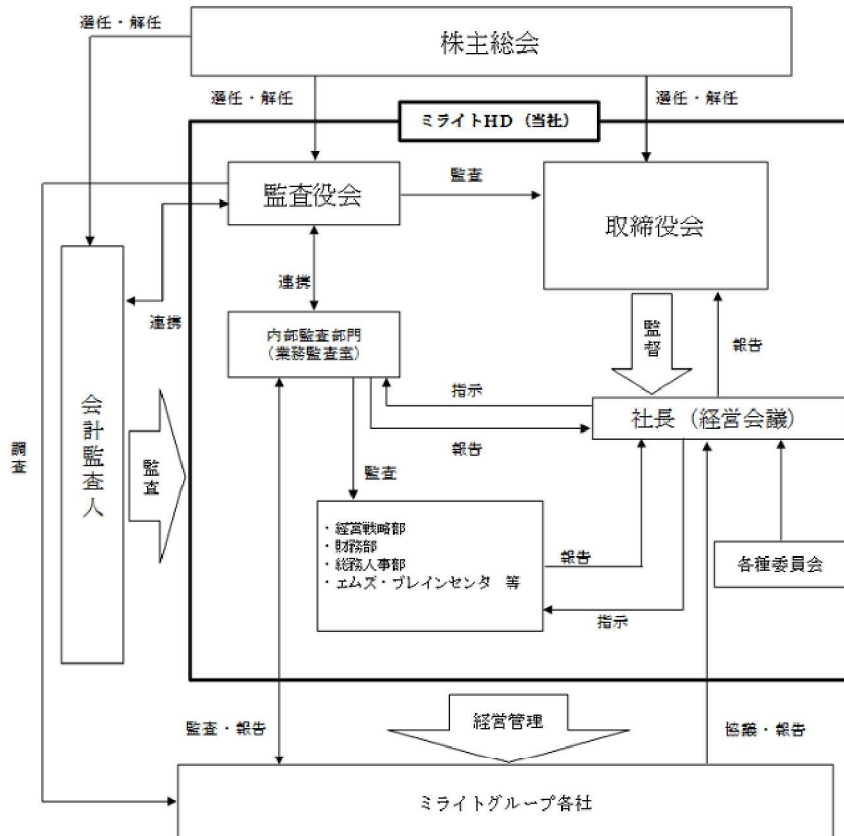 選任・解任
株主総会
選任・解任
選任・解任
ミライトHD（当社）
監査役会
監査
取締役会
連携
連携
内部監査部門
（業務監査室）
監督
報告
指示
社長（経営会議）
報告
会計監査人
調査
監査
監査
・経営戦略部
・財務部
・総務人事部
・エムズ・ブレインセンタ　等
報告
各種委員会
指示
監査・報告
経営管理
協議・報告
ミライトグループ各社